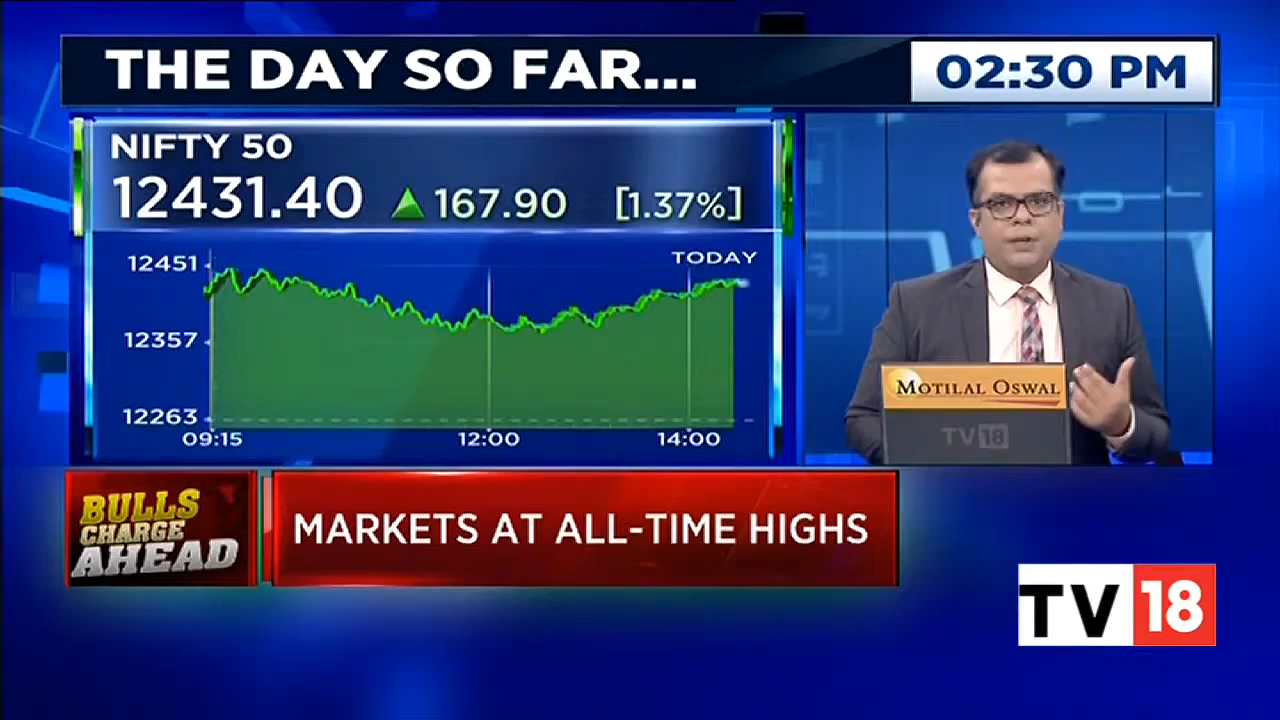 THE DAY SO FAR...
02:30 PM
NIFTY 50
12431.40 ▲ 167.90 [1.37%]
TODAY
12451
12357
12263
09:15 12:00 14:00
MOTILAL OSWAL
TV18
BULLS
CHARGE
AHEAD
MARKETS AT ALL-TIME HIGHS
TV18